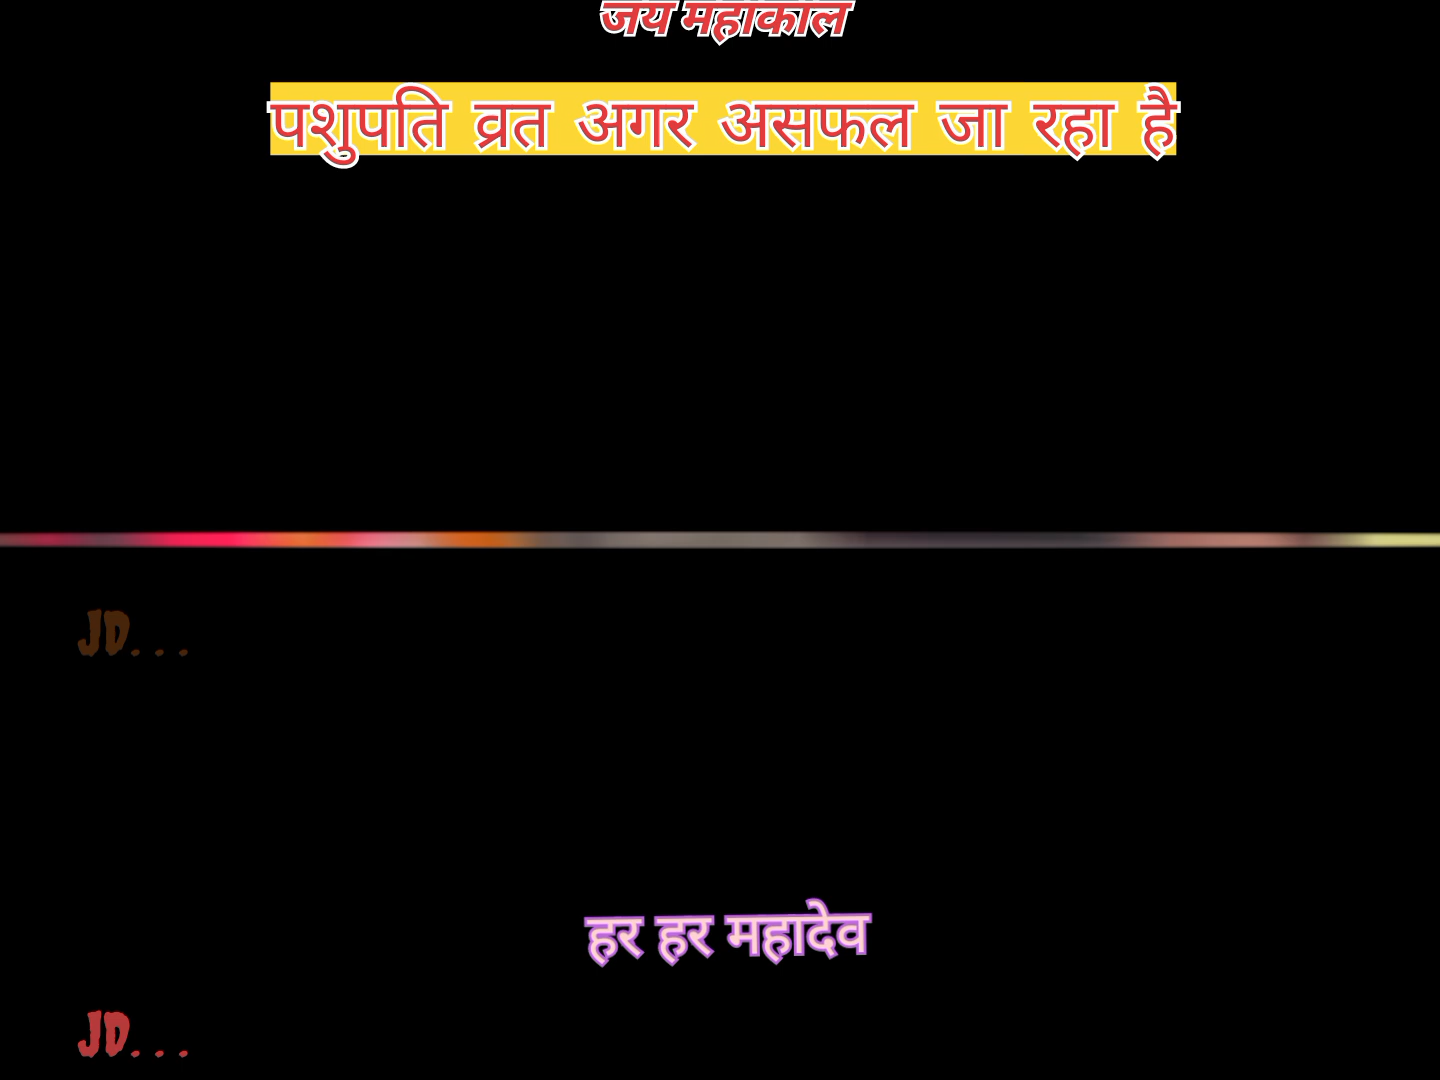 जय महाकाल
पशुपति व्रत अगर असफल जा रहा है
JD...
हर हर महादेव
JD...